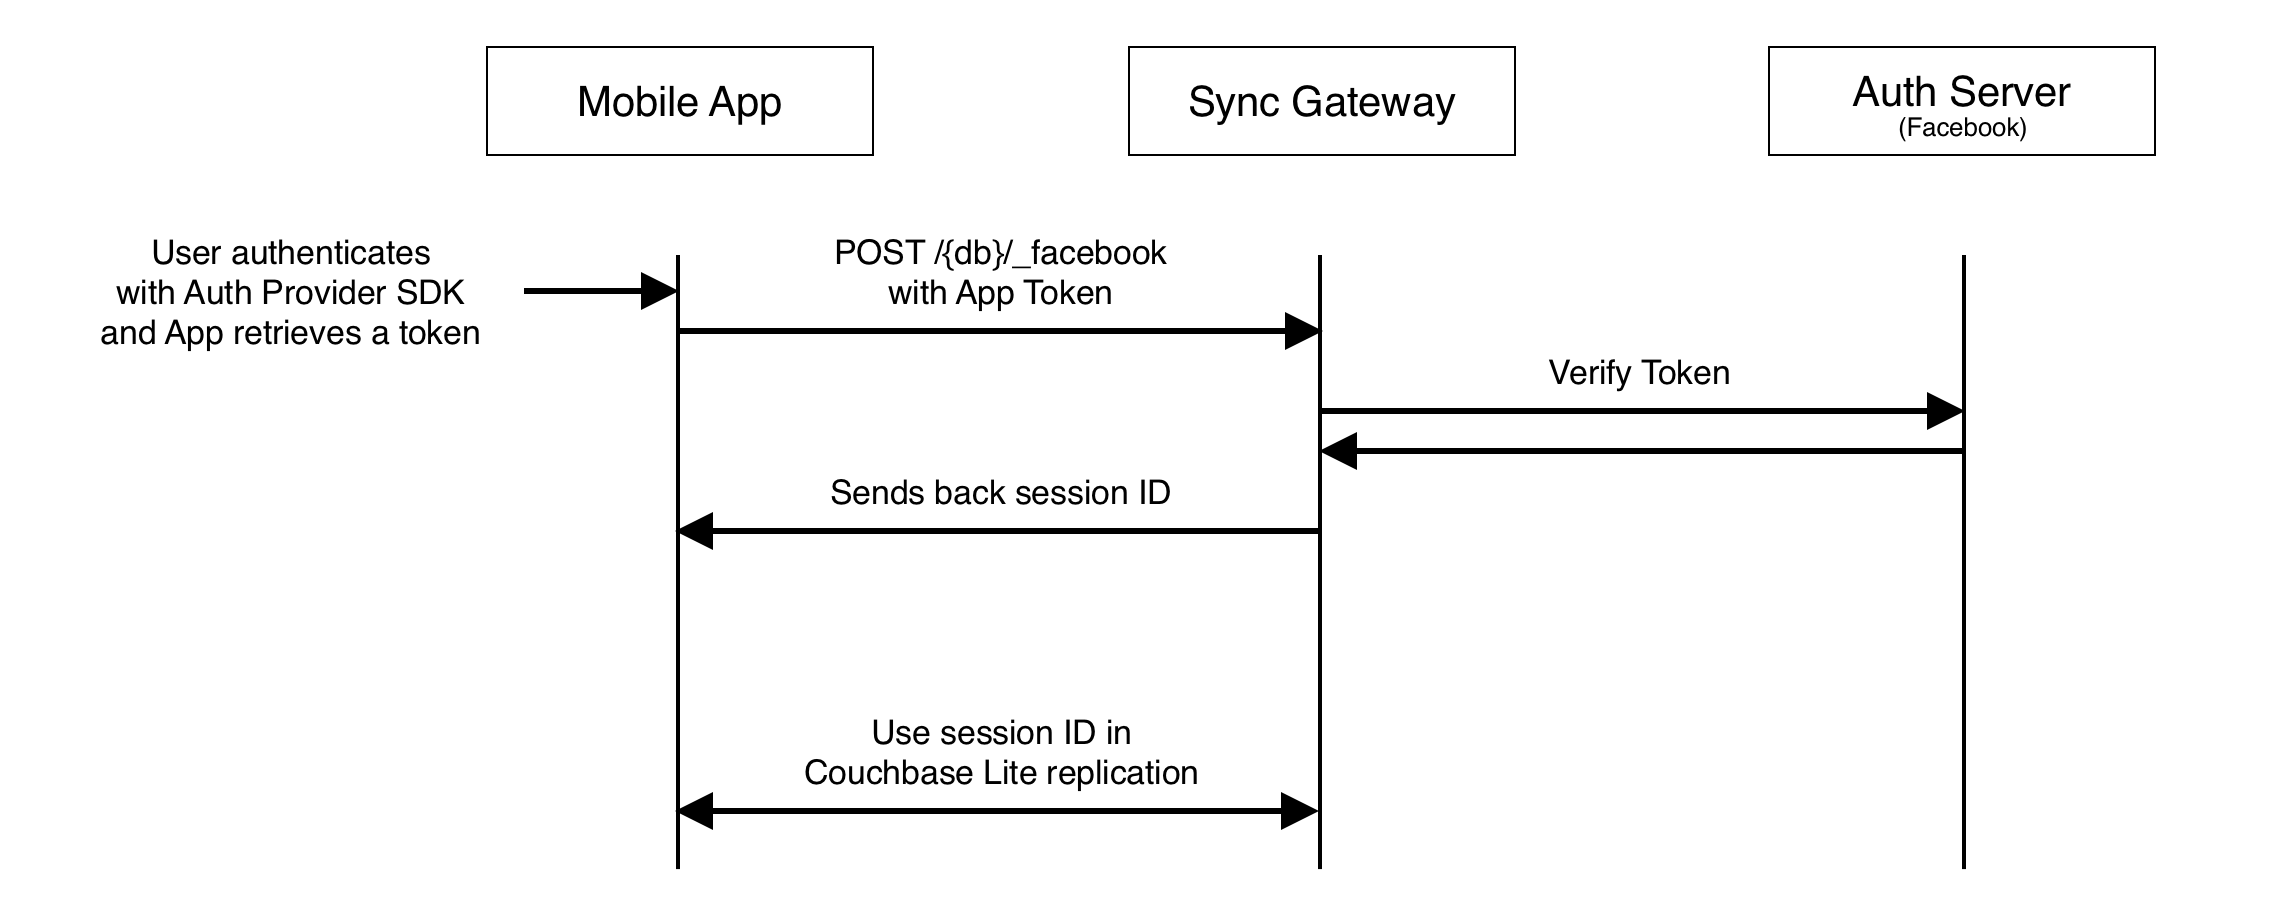 Mobile App
Sync Gateway
Auth Server
(Facebook)
User authenticates
with Auth Provider SDK
and App retrieves a token
POST /{db}/_facebook
with App Token
Verify Token
Sends back session ID
Use session ID in
Couchbase Lite replication